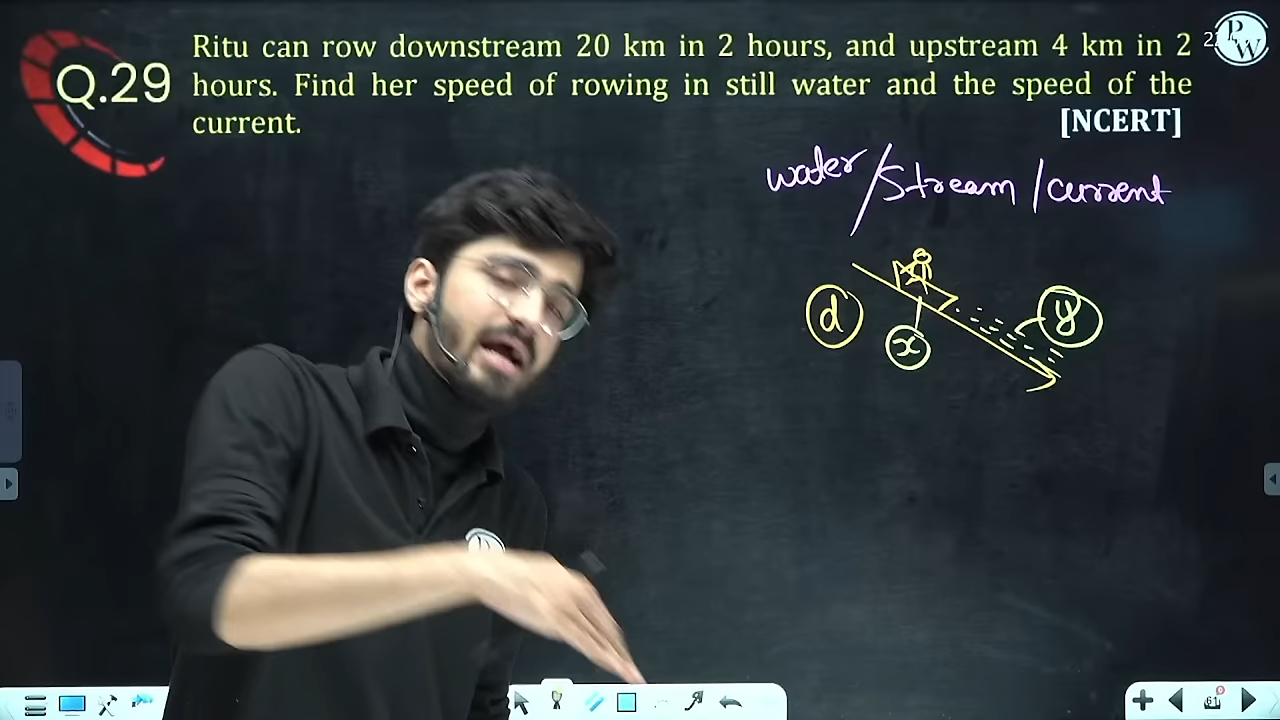 Ritu can row downstream 20 km in 2 hours, and upstream 4 km in 2
Q.29 hours. Find her speed of rowing in still water and the speed of the
current. [NCERT]
PW
water/stream/current
d
x
y
61